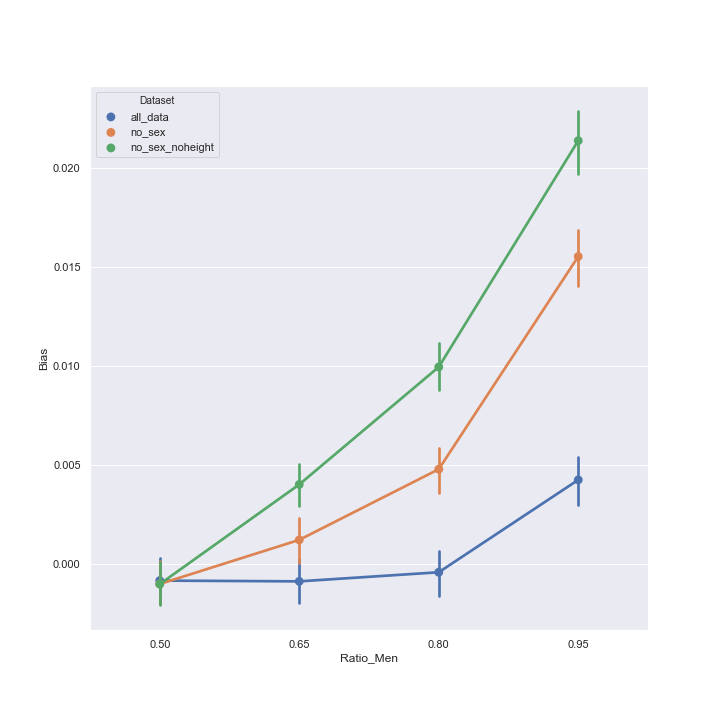 Dataset
all_data
no_sex
no_sex_noheight
0.020
0.015
0.010
0.005
0.000
Bias
0.50 0.65 0.80 0.95
Ratio_Men